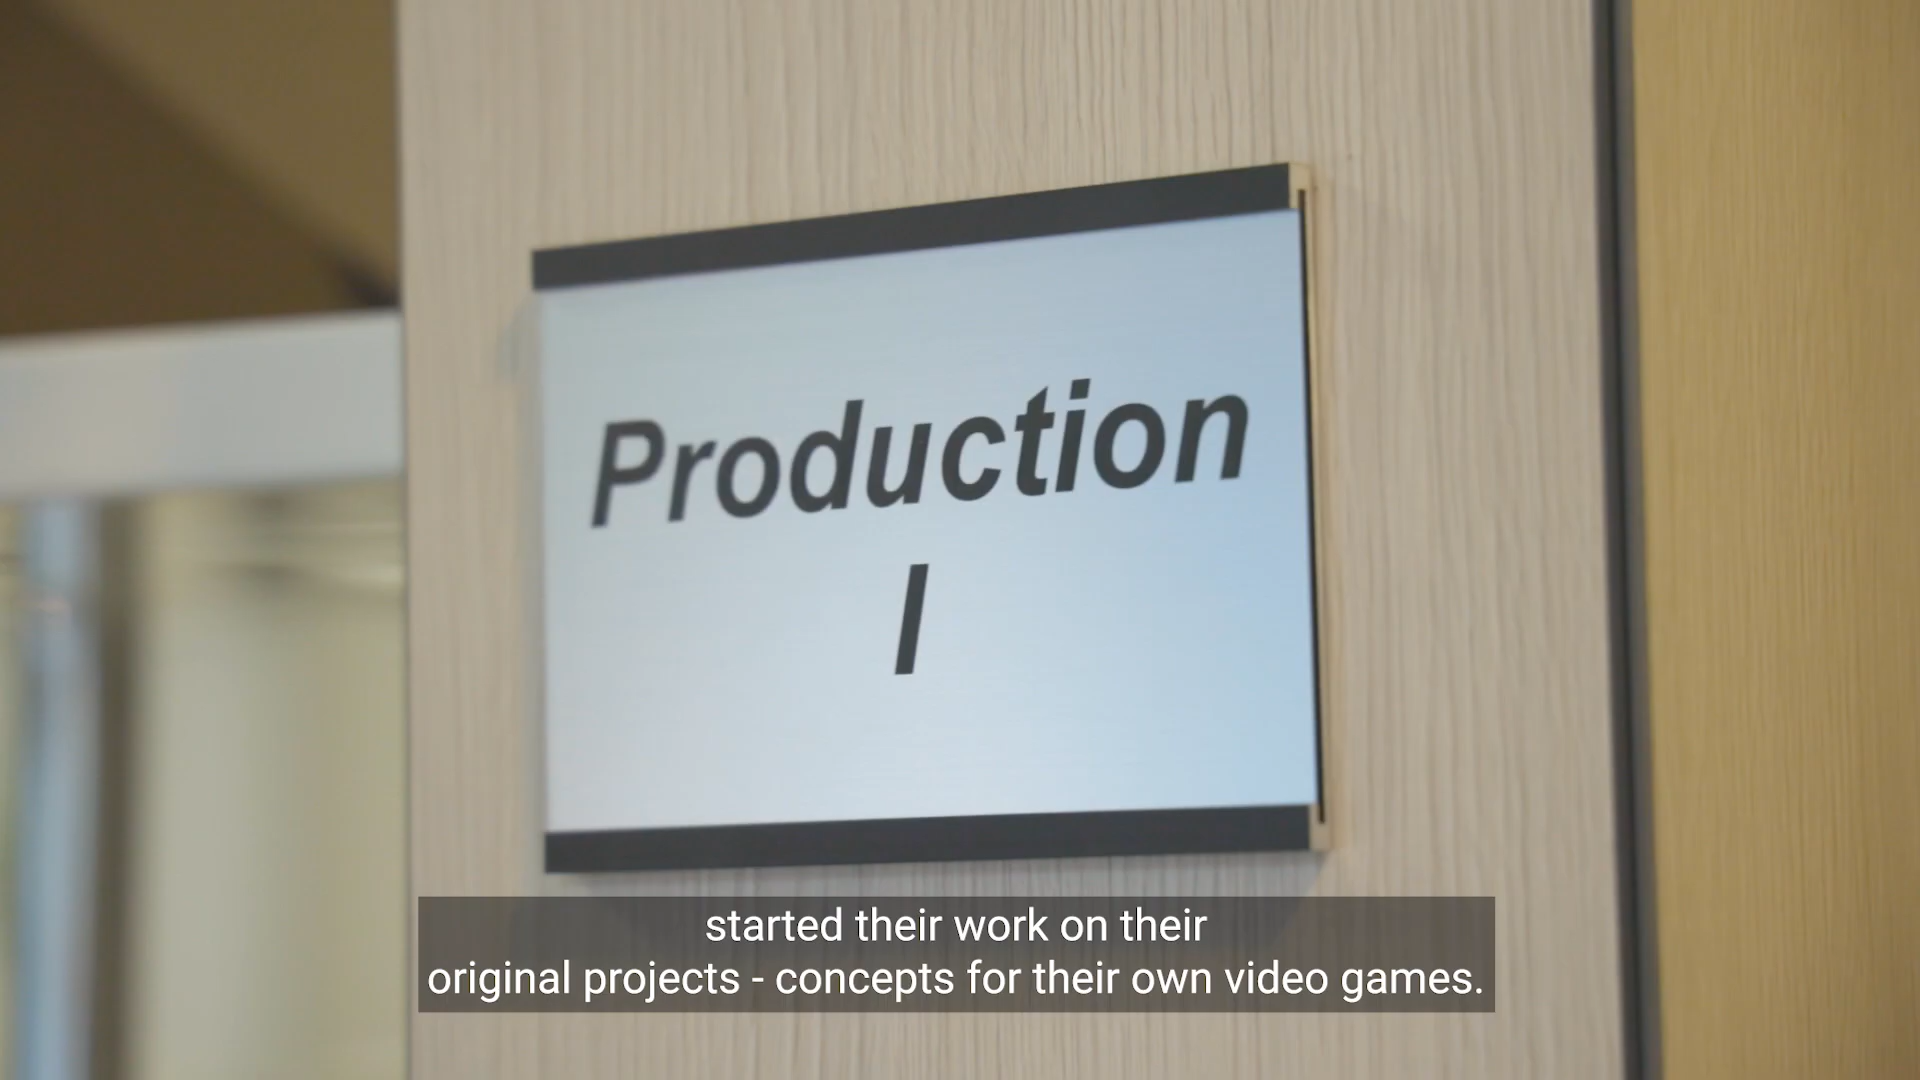 Production
I
started their work on their
original projects - concepts for their own video games.